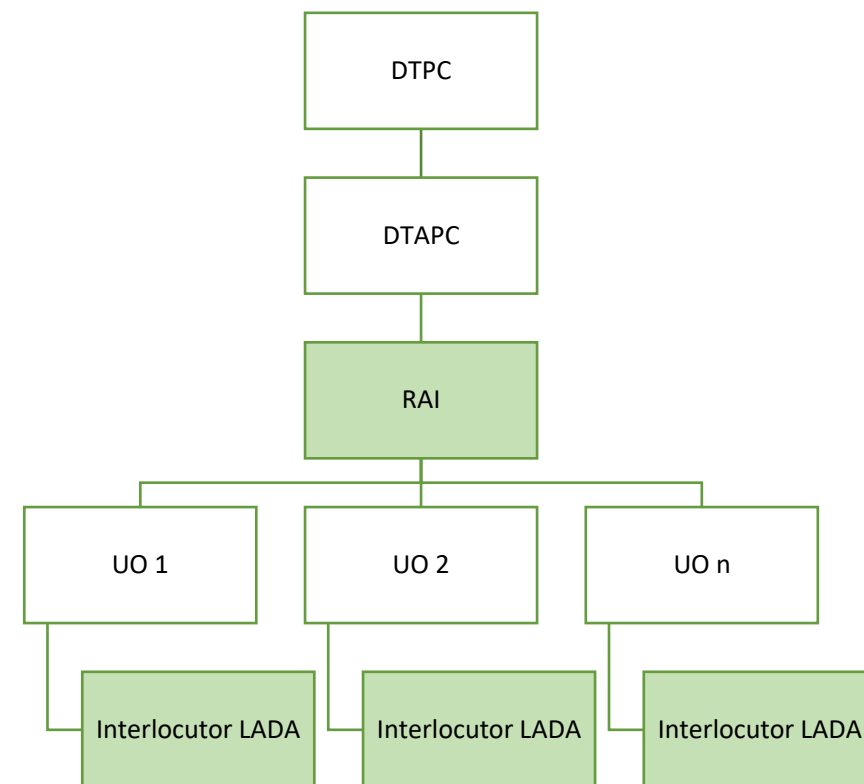 DTPC
DTAPC
RAI
UO 1
UO 2
UO n
Interlocutor LADA
Interlocutor LADA
Interlocutor LADA